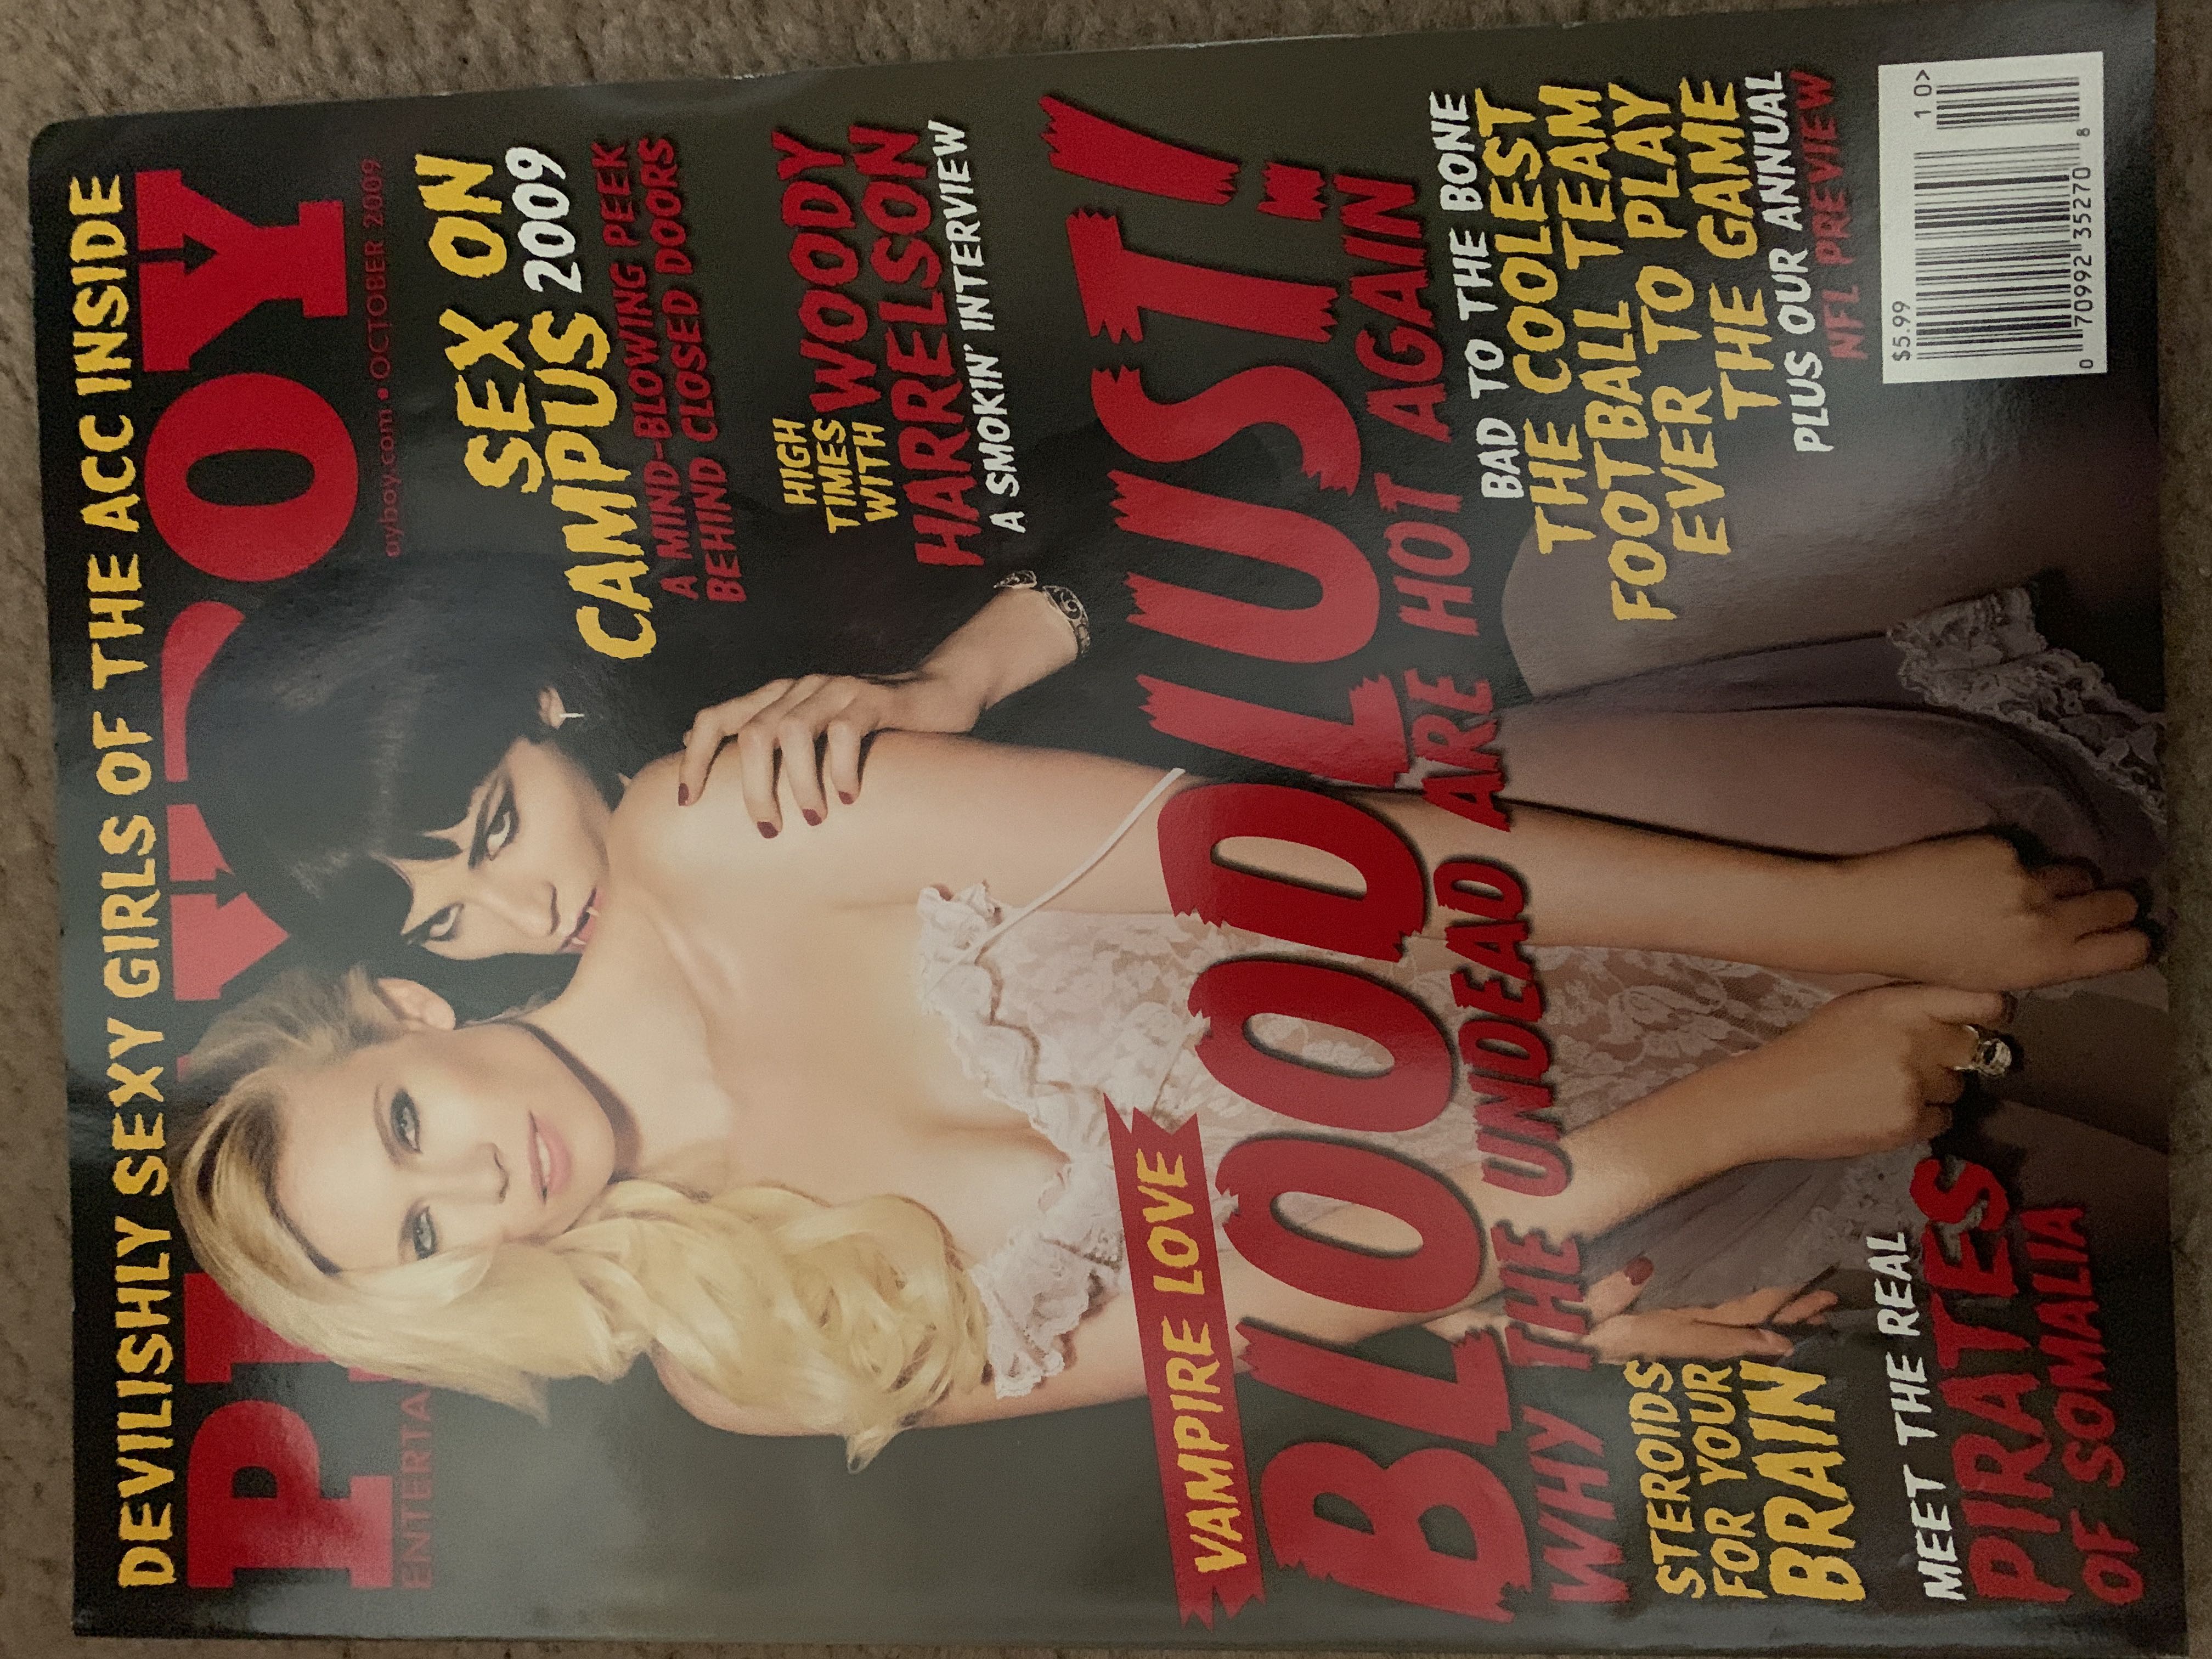 DEVILISHLY SEXY GIRLS OF THE ACC INSIDE
PL YBOY
ENTERTA
ayboy.com • OCTOBER 2009
SEX ON
CAMPUS 2009
A MIND-BLOWING PEEK
BEHIND CLOSED DOORS
HIGH
TIMES
WITH
WOODY
HARRELSON
A SMOKIN' INTERVIEW
VAMPIRE LOVE
BLOOD LUST!
WHY THE UNDEAD ARE HOT AGAIN
BAD TO THE BONE
THE COOLEST
FOOTBALL TEAM
EVER TO PLAY
THE GAME
PLUS OUR ANNUAL
NFL PREVIEW
STEROIDS
FOR YOUR
BRAIN
MEET THE REAL
PIRATES
OF SOMALIA
$5.99
1 0>
0 70992 35270 8